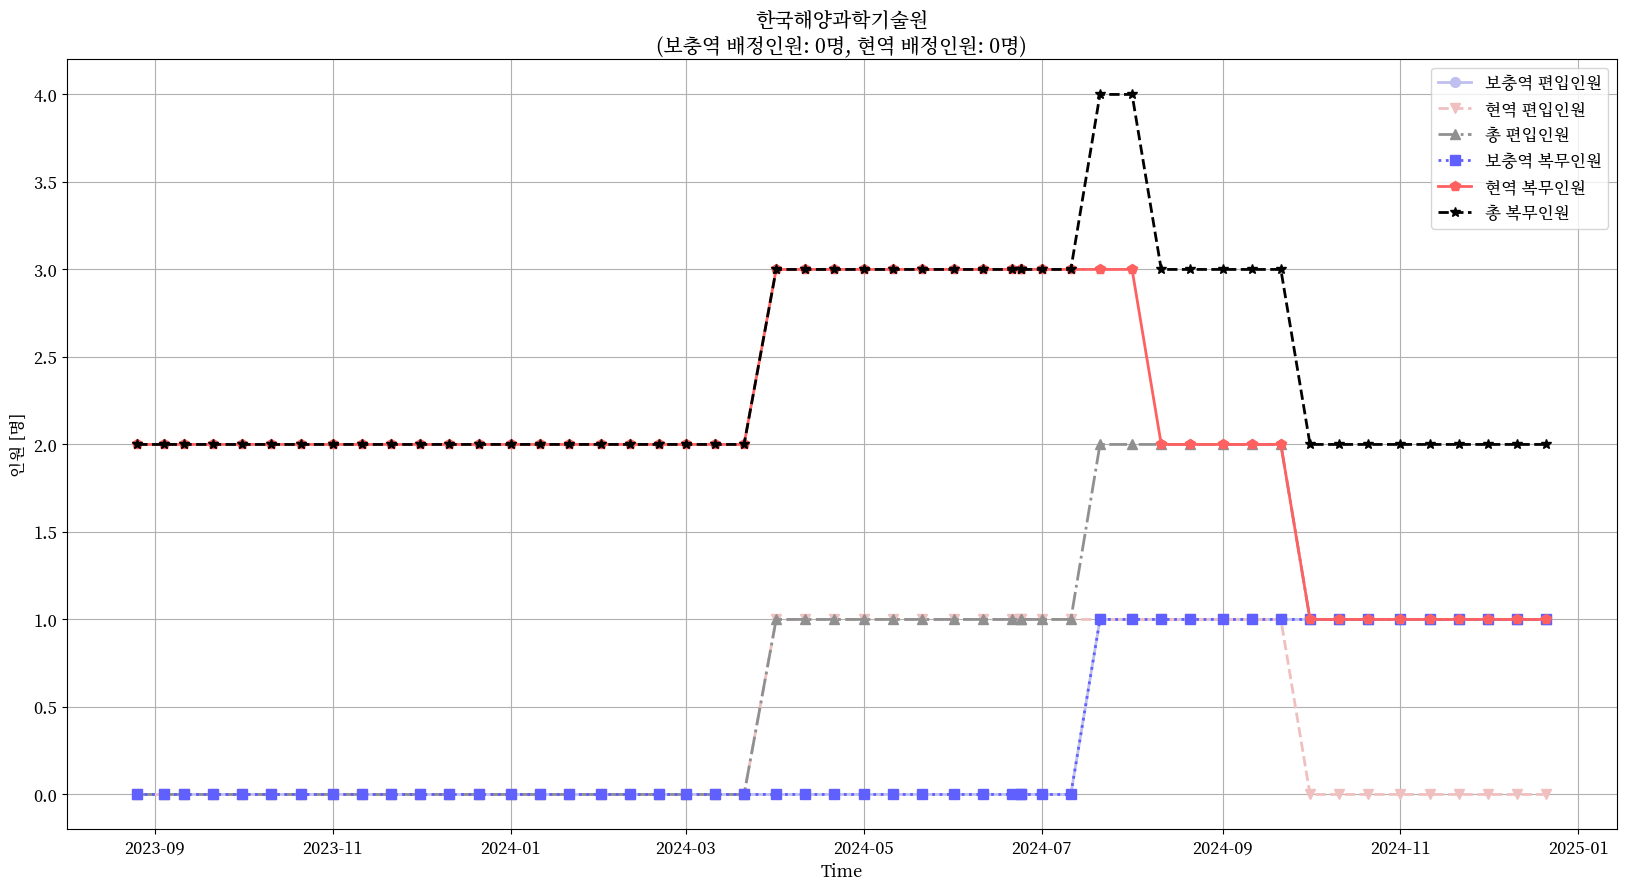 한국해양과학기술원
(보충역 배정인원: 0명, 현역 배정인원: 0명)
보충역 편입인원
현역 편입인원
총 편입인원
보충역 복무인원
현역 복무인원
총 복무인원
인원 [명]
4.0
3.5
3.0
2.5
2.0
1.5
1.0
0.5
0.0
2023-09
2023-11
2024-01
2024-03
2024-05
2024-07
2024-09
2024-11
2025-01
Time